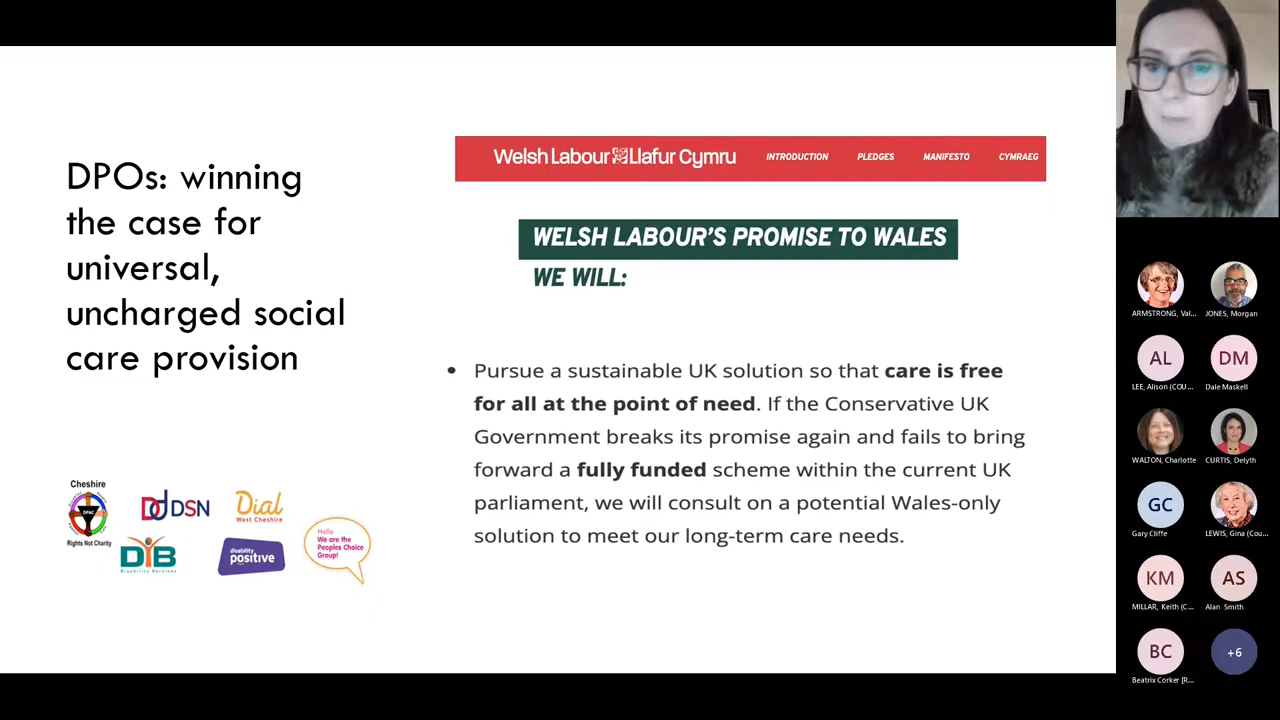 DPOs: winning
the case for
universal,
uncharged social
care provision
Cheshire
DPAC
Rights Not Charity
DSN
Dial
West Cheshire
DIB
Disability Services
disability
positive
Hello
We are the
Peoples Choice
Group!
Welsh Labour Llafur Cymru
INTRODUCTION
PLEDGES
MANIFESTO
CYMRAEG
WELSH LABOUR'S PROMISE TO WALES
WE WILL:
• Pursue a sustainable UK solution so that care is free
for all at the point of need. If the Conservative UK
Government breaks its promise again and fails to bring
forward a fully funded scheme within the current UK
parliament, we will consult on a potential Wales-only
solution to meet our long-term care needs.
ARMSTRONG, Val...
JONES, Morgan
AL
LEE, Alison (COU...
DM
Dale Maskell
WALTON, Charlotte
CURTIS, Delyth
GC
Gary Cliffe
LEWIS, Gina (Cou...
KM
MILLAR, Keith (C...
AS
Alan Smith
BC
Beatrix Corker [R...
+6